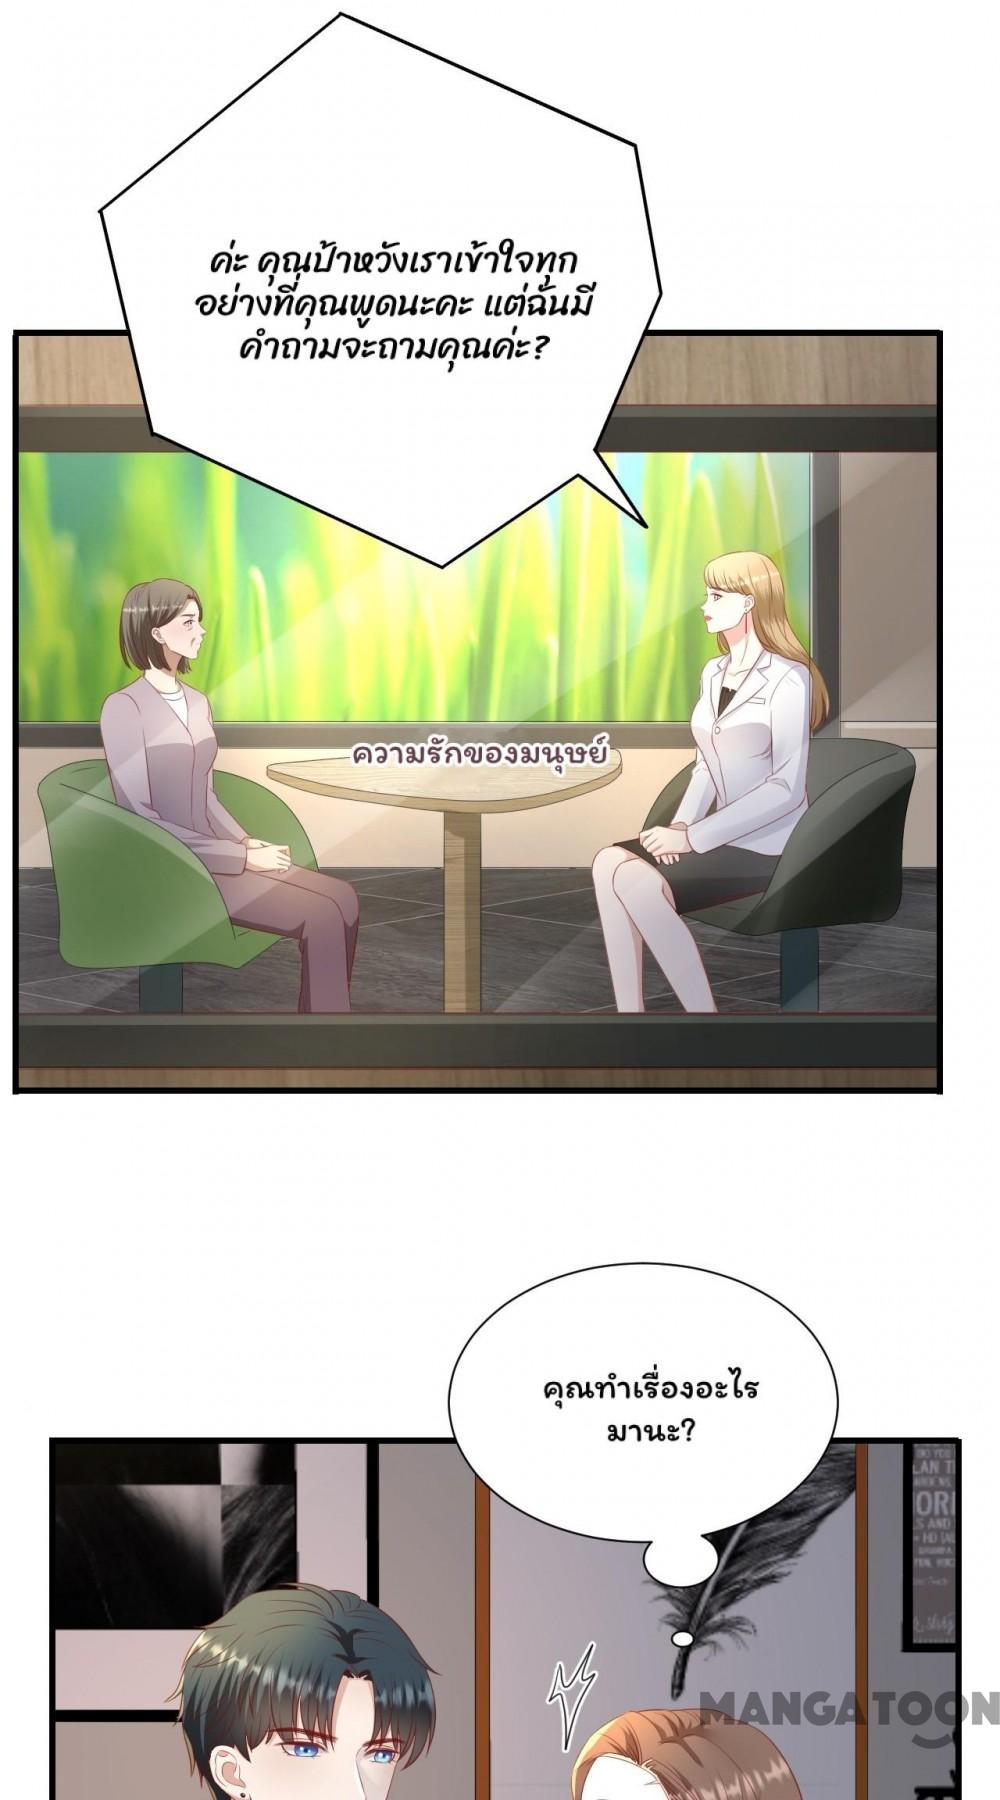 ค่ะ คุณป้าหวังเราเข้าใจทุก
อย่างที่คุณพูดนะคะ แต่ฉันมี
คำถามจะถามคุณค่ะ?
ความรักของมนุษย์
คุณทำเรื่องอะไร
มานะ?
MANGATOON